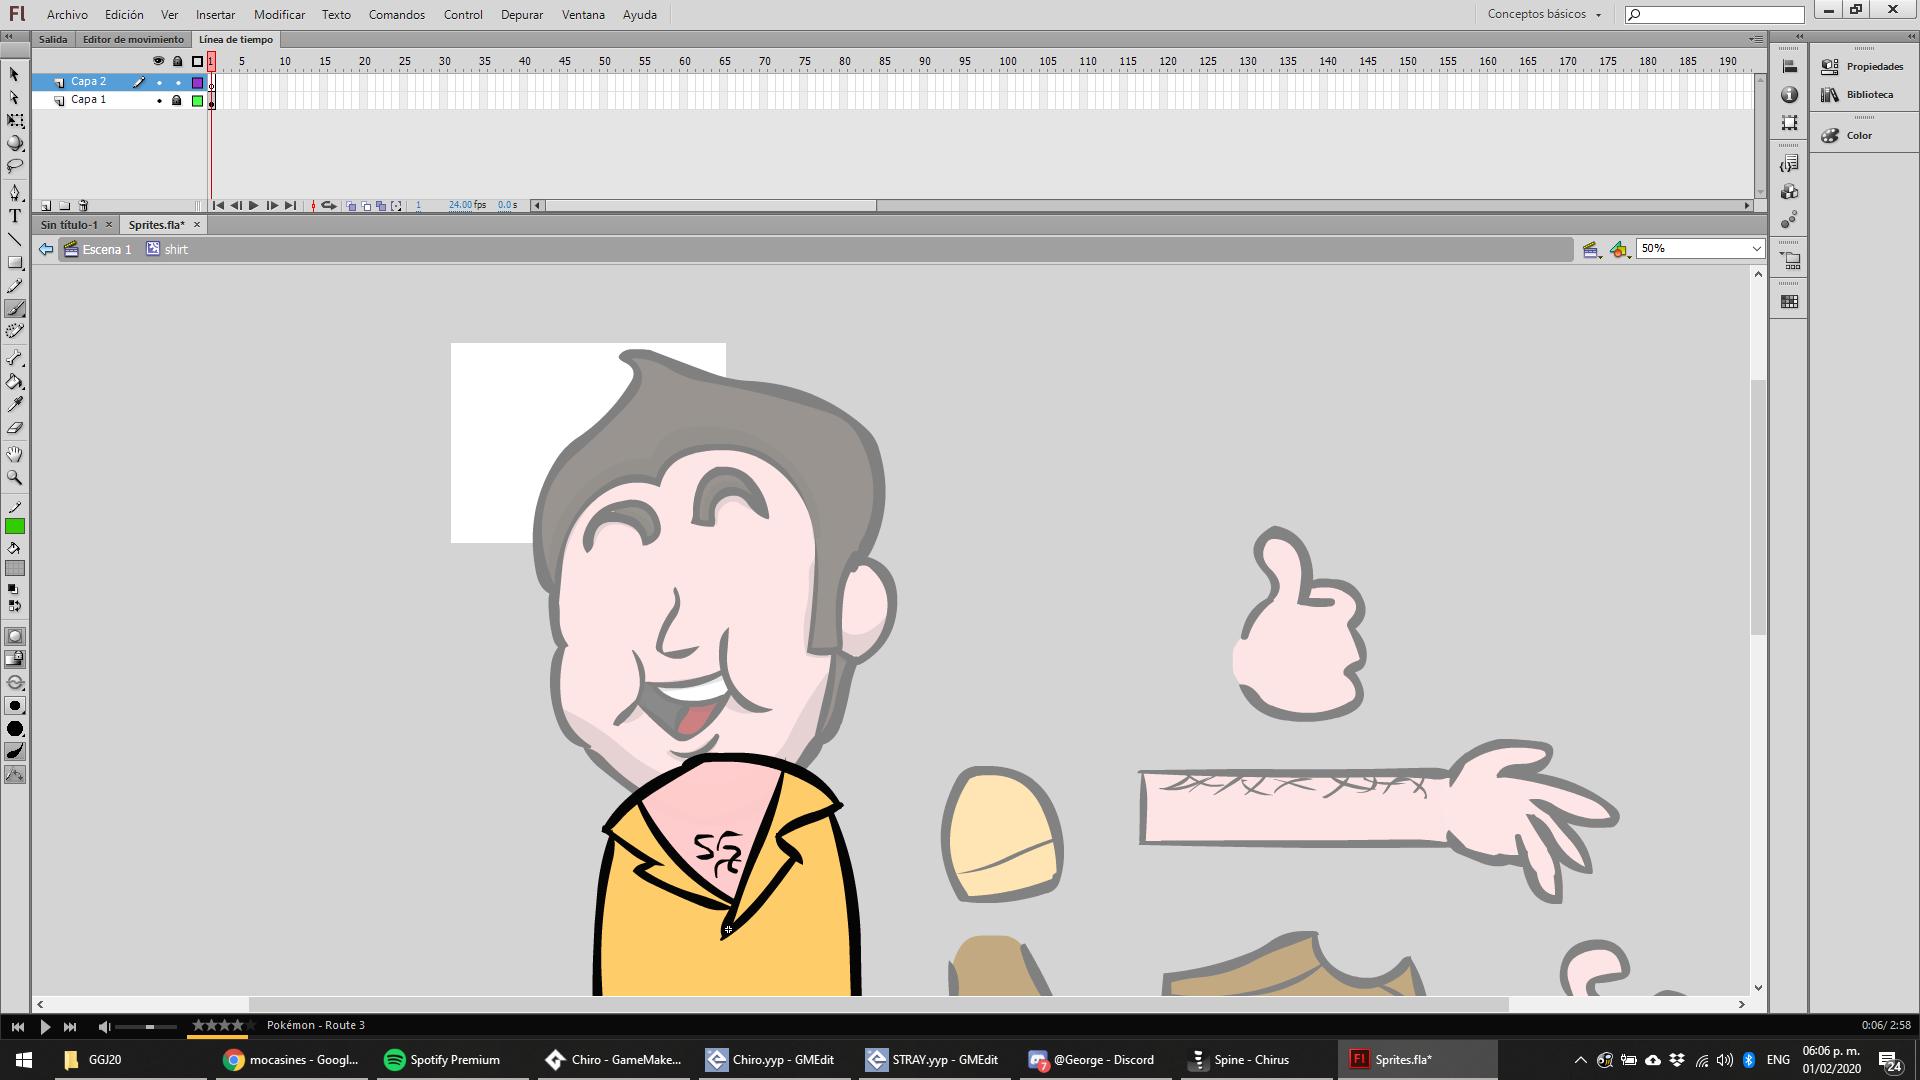 Fl Archivo Edición Ver Insertar Modificar Texto Comandos Control Depurar Ventana Ayuda Conceptos básicos
Salida Editor de movimiento Línea de tiempo
1 5 10 15 20 25 30 35 40 45 50 55 60 65 70 75 80 85 90 95 100 105 110 115 120 125 130 135 140 145 150 155 160 165 170 175 180 185 190
Capa 2
Capa 1
1 24.00 fps 0.0 s
Sin título-1 Sprites.fla*
Escena 1 shirt 50%
Propiedades
Biblioteca
Color
Pokémon - Route 3 0:06/ 2:58
GGJ20 mocasines - Googl... Spotify Premium Chiro - GameMake... Chiro.yyp - GMEdit STRAY.yyp - GMEdit @George - Discord 7 Spine - Chirus Fl Sprites.fla* ENG 06:06 p. m. 24
01/02/2020